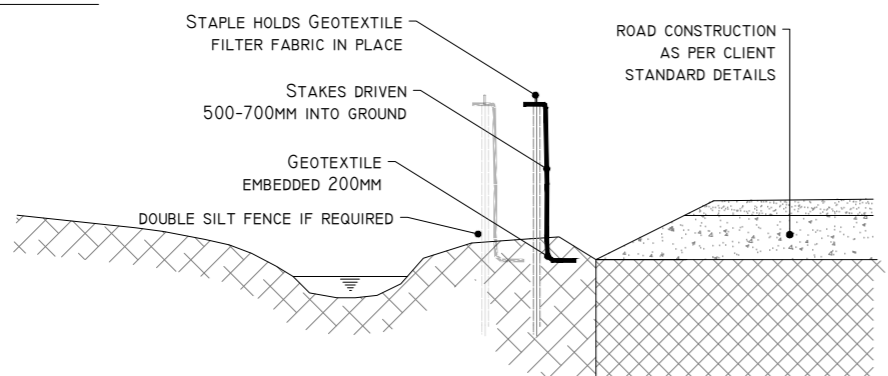 STAPLE HOLDS GEOTEXTILE
FILTER FABRIC IN PLACE
STAKES DRIVEN
500-700MM INTO GROUND
GEOTEXTILE
EMBEDDED 200MM
DOUBLE SILT FENCE IF REQUIRED
ROAD CONSTRUCTION
AS PER CLIENT
STANDARD DETAILS